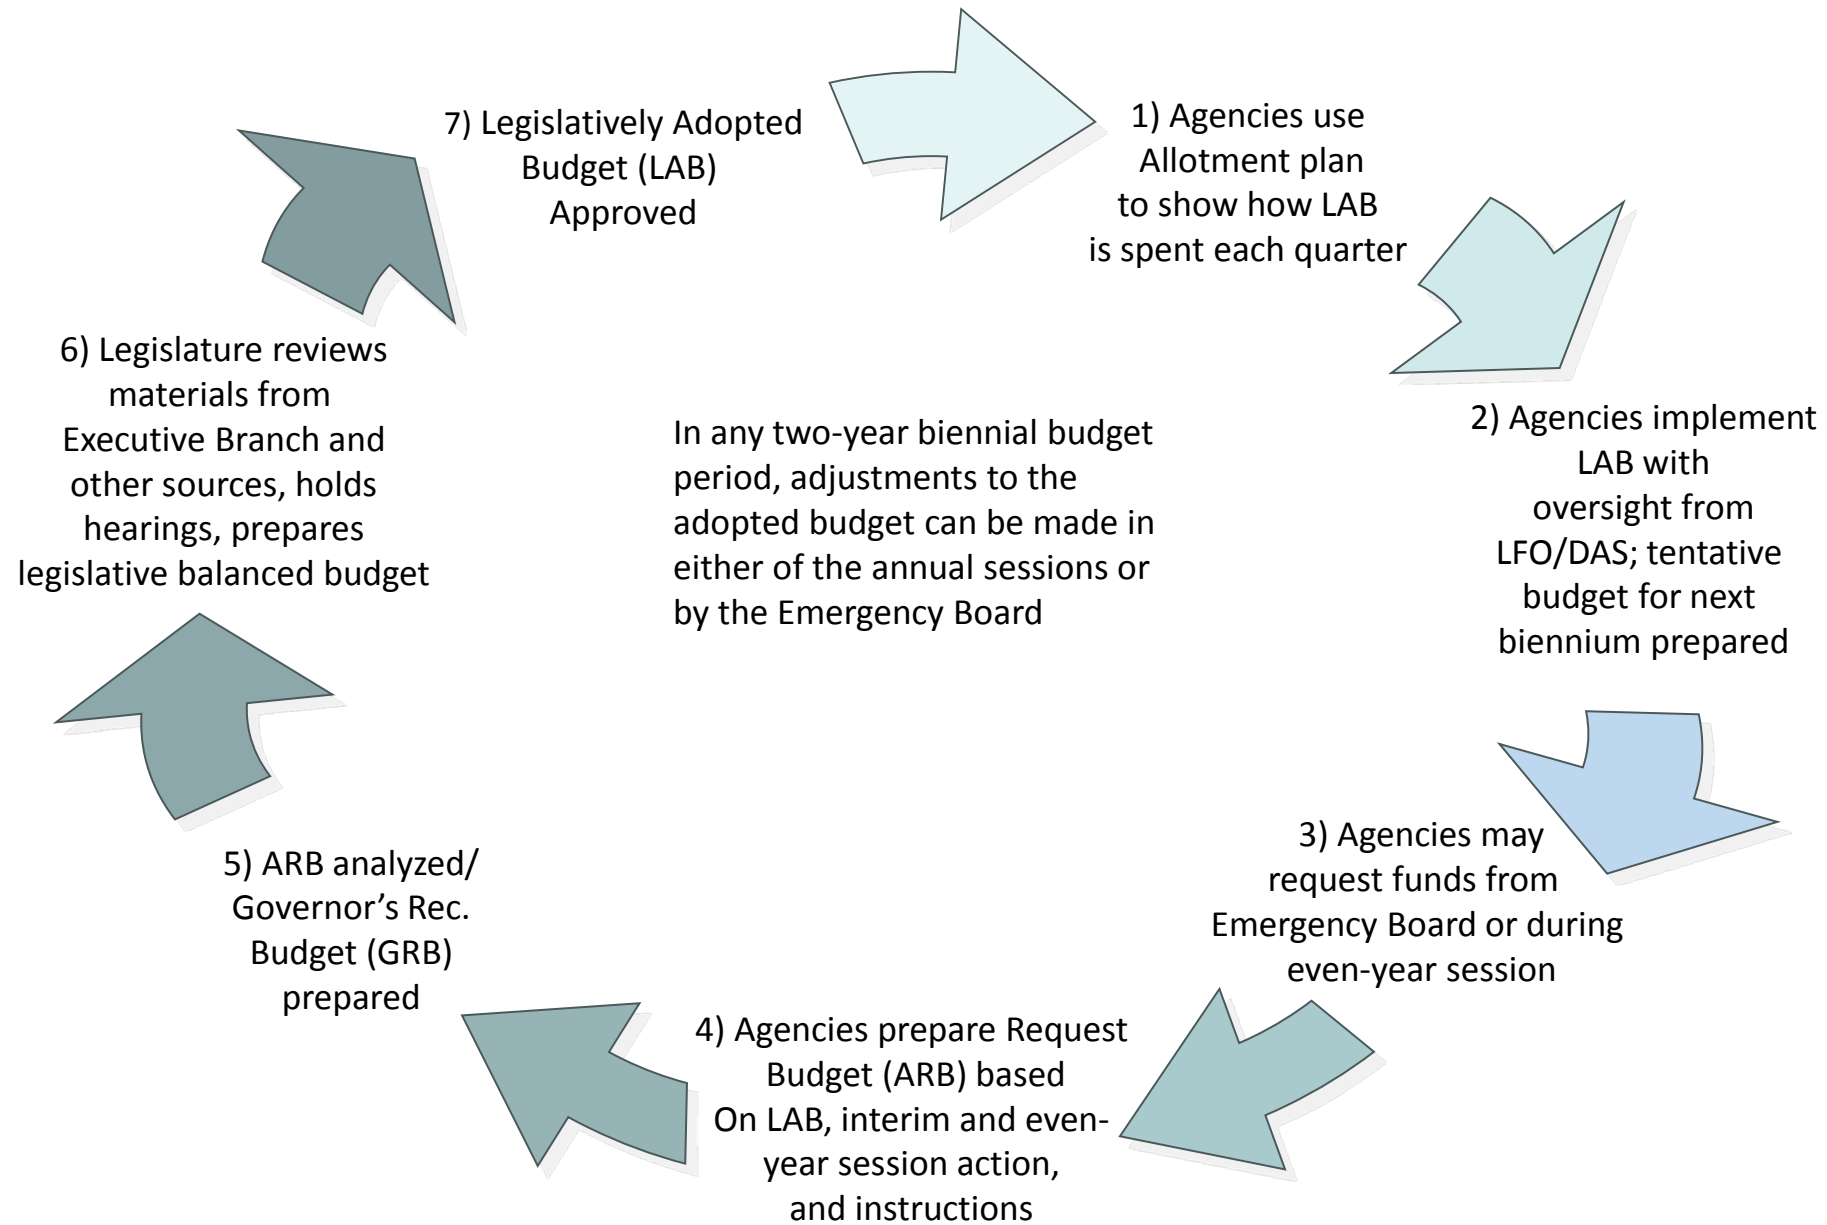 7) Legislatively Adopted
Budget (LAB)
Approved
1) Agencies use
Allotment plan
to show how LAB
is spent each quarter
2) Agencies implement
LAB with
oversight from
LFO/DAS; tentative
budget for next
biennium prepared
3) Agencies may
request funds from
Emergency Board or during
even-year session
4) Agencies prepare Request
Budget (ARB) based
On LAB, interim and even-
year session action,
and instructions
5) ARB analyzed/
Governor’s Rec.
Budget (GRB)
prepared
6) Legislature reviews
materials from
Executive Branch and
other sources, holds
hearings, prepares
legislative balanced budget
In any two-year biennial budget
period, adjustments to the
adopted budget can be made in
either of the annual sessions or
by the Emergency Board